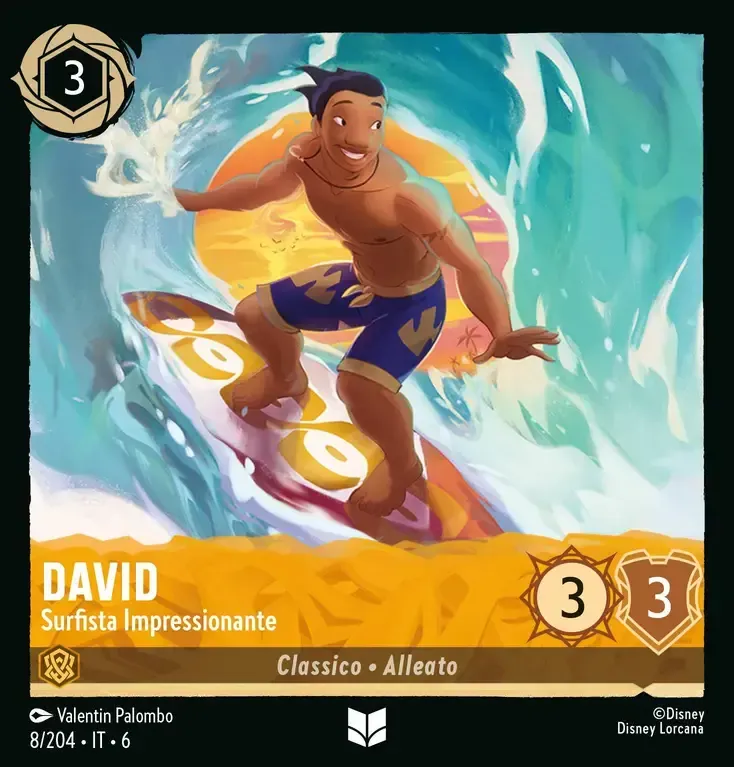 3
DAVID
Surfista Impressionante
3
3
Classico • Alleato
Valentin Palombo
8/204 • IT • 6
©Disney
Disney Lorcana